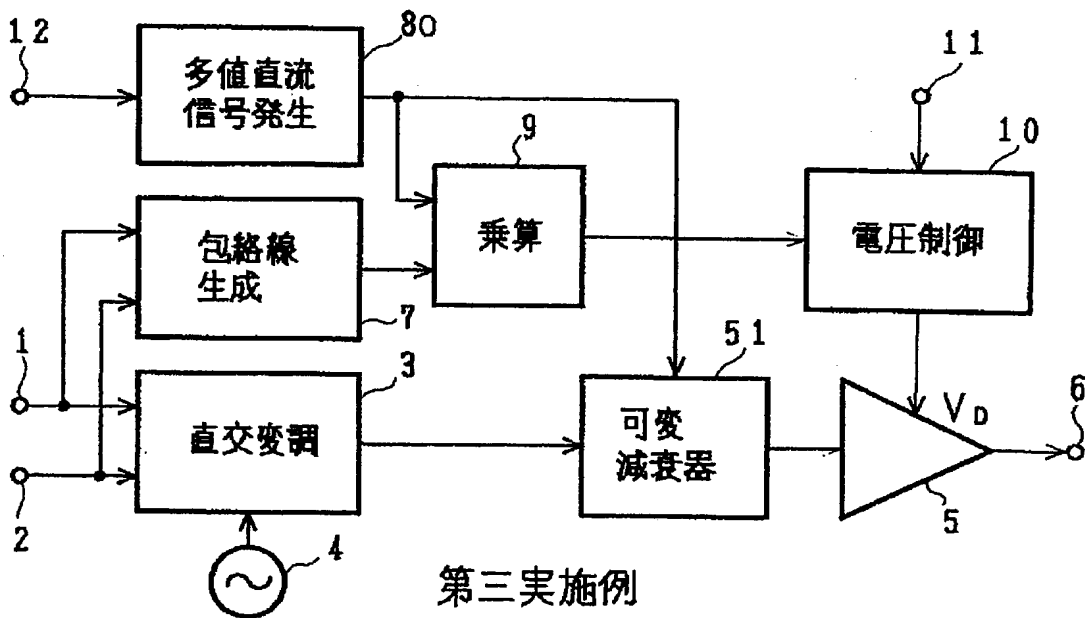 12
80
多値直流
信号発生
11
9
乗算
10
電圧制御
包絡線
生成
7
1
3
51
直交変調
可変
減衰器
VD
6
2
4
5
第三実施例